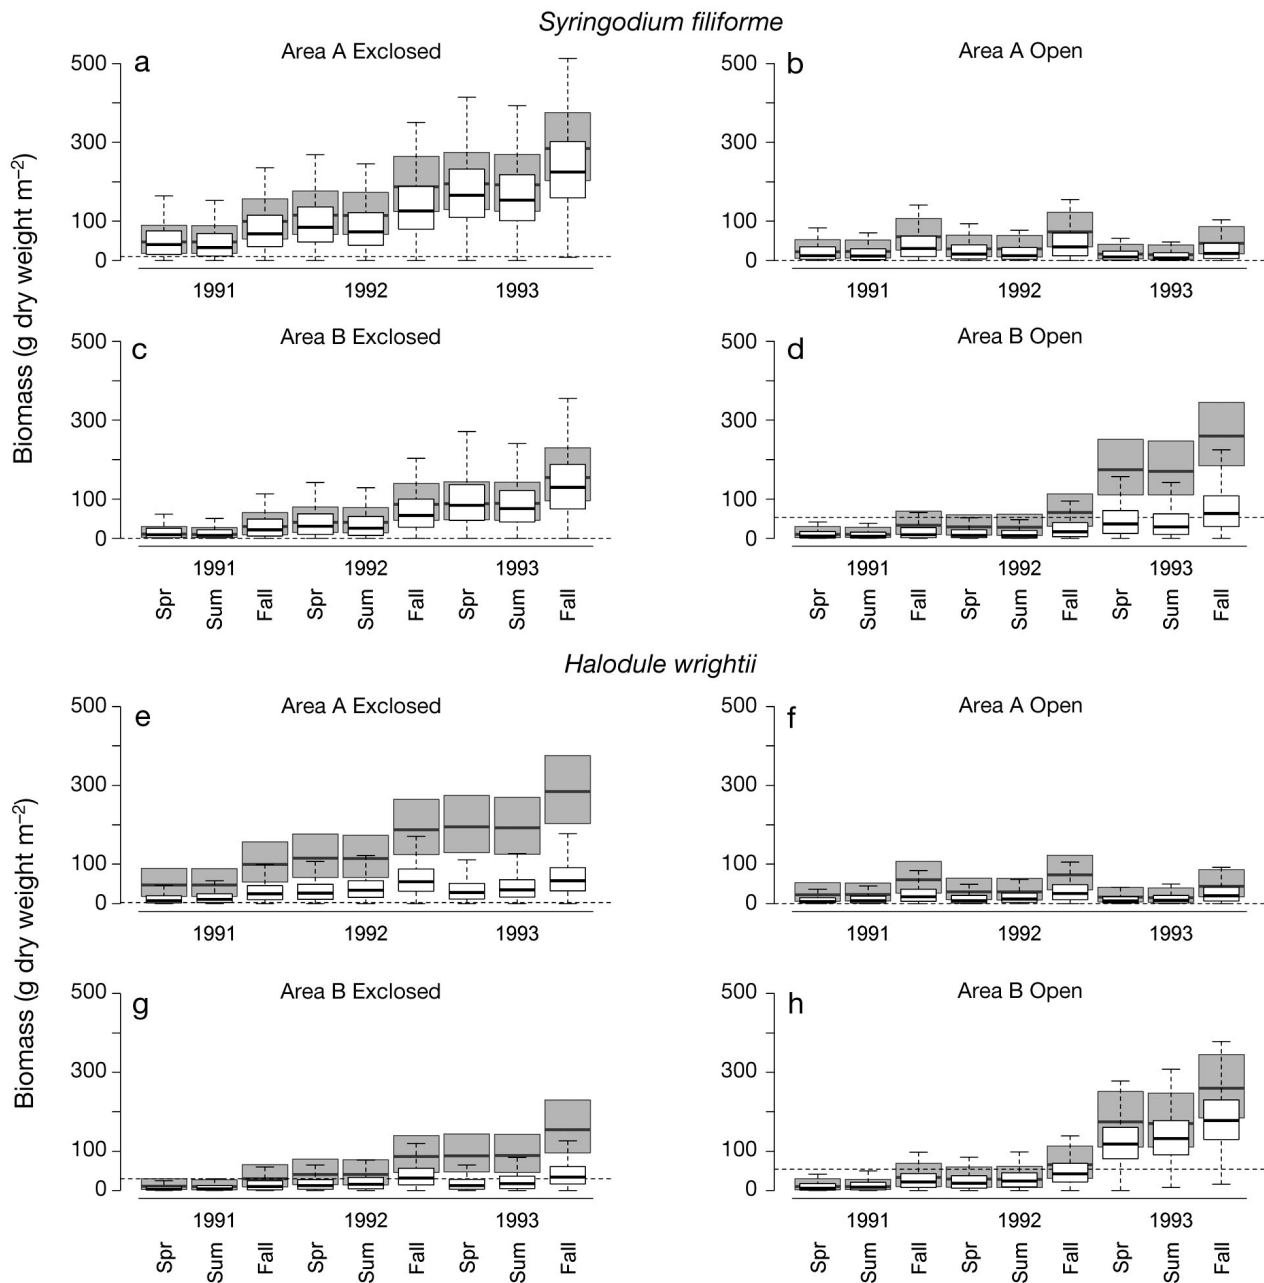 Syringodium filiforme
a Area A Exclosed
500
300
100
0
1991 1992 1993
b Area A Open
500
300
100
0
1991 1992 1993
Biomass (g dry weight m−2)
c Area B Exclosed
500
300
100
0
1991 1992 1993
Spr Sum Fall Spr Sum Fall Spr Sum Fall
d Area B Open
500
300
100
0
1991 1992 1993
Spr Sum Fall Spr Sum Fall Spr Sum Fall
Halodule wrightii
e Area A Exclosed
500
300
100
0
1991 1992 1993
f Area A Open
500
300
100
0
1991 1992 1993
Biomass (g dry weight m−2)
g Area B Exclosed
500
300
100
0
1991 1992 1993
Spr Sum Fall Spr Sum Fall Spr Sum Fall
h Area B Open
500
300
100
0
1991 1992 1993
Spr Sum Fall Spr Sum Fall Spr Sum Fall